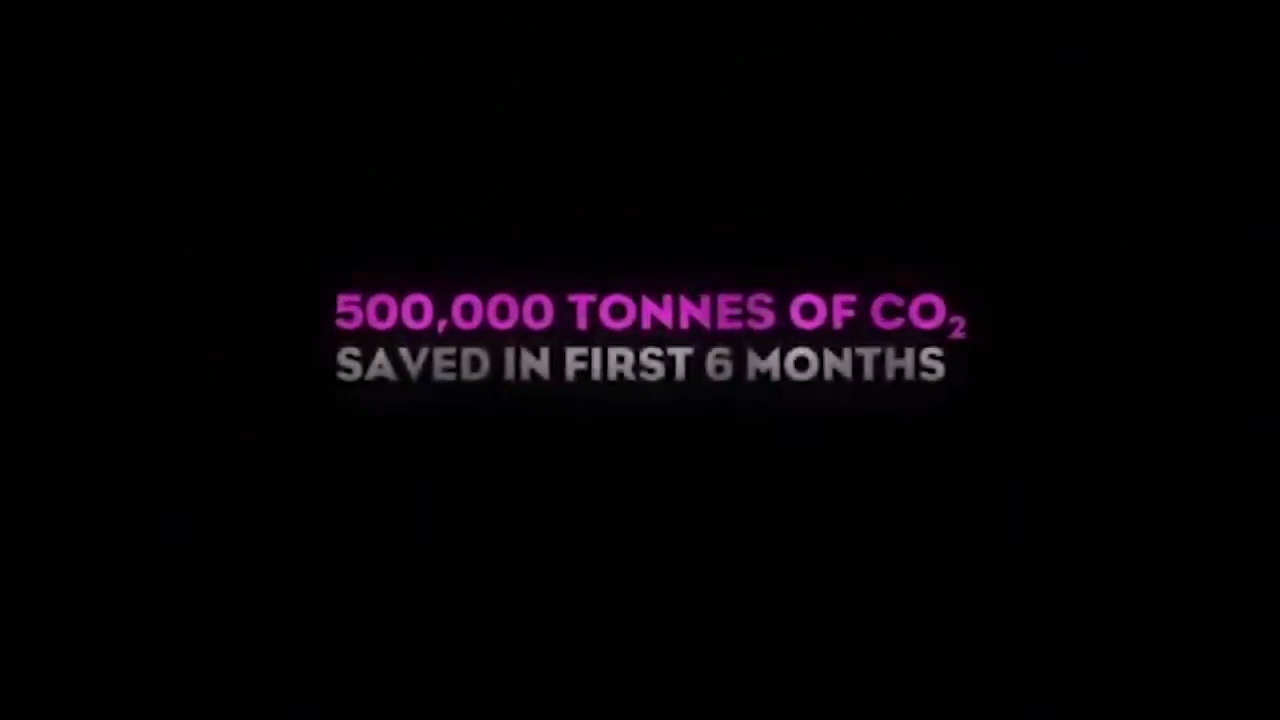 500,000 TONNES OF CO₂
SAVED IN FIRST 6 MONTHS